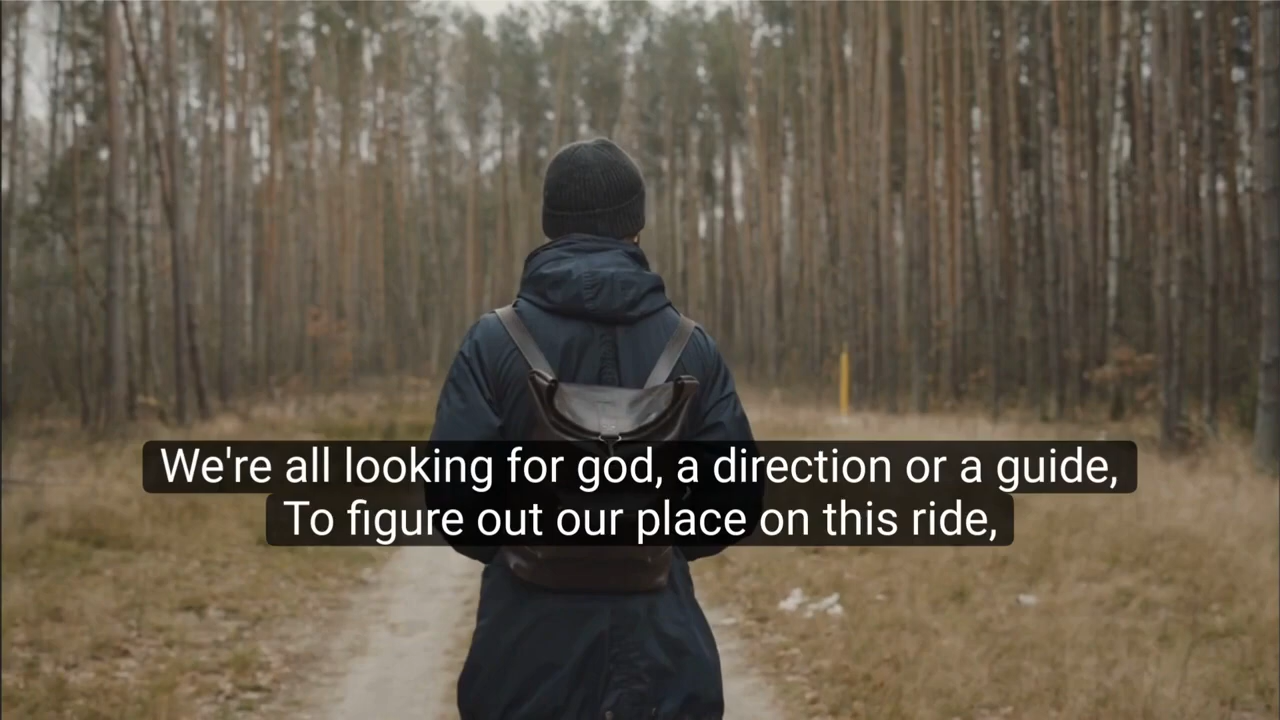 We're all looking for god, a direction or a guide,
To figure out our place on this ride,